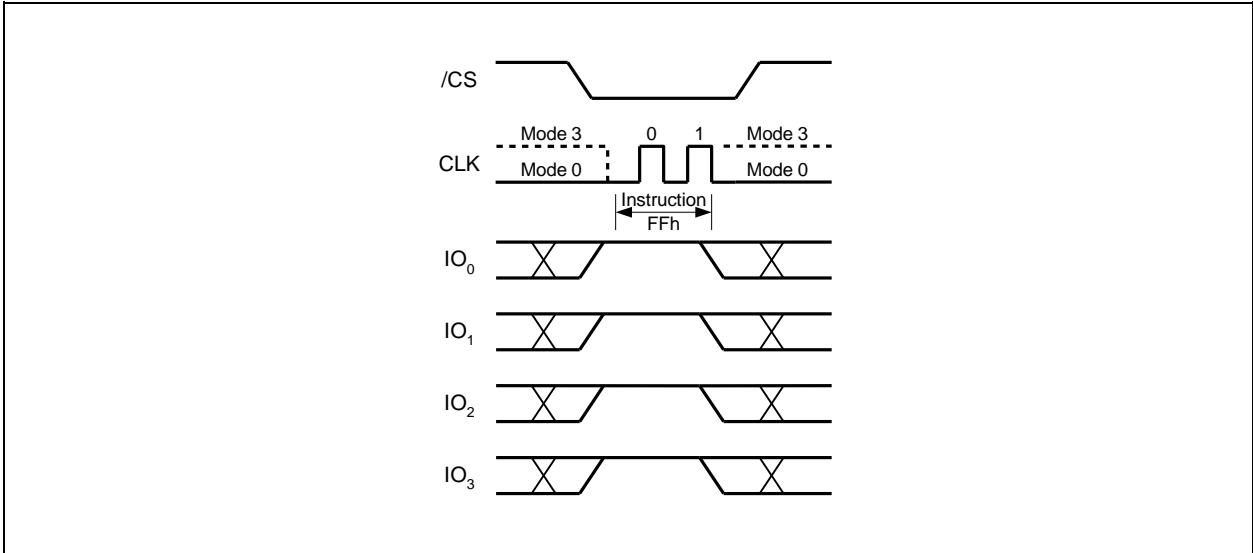 /CS
Mode 3 0 1 Mode 3
CLK
Mode 0 Mode 0
Instruction
FFh
IO0
IO1
IO2
IO3